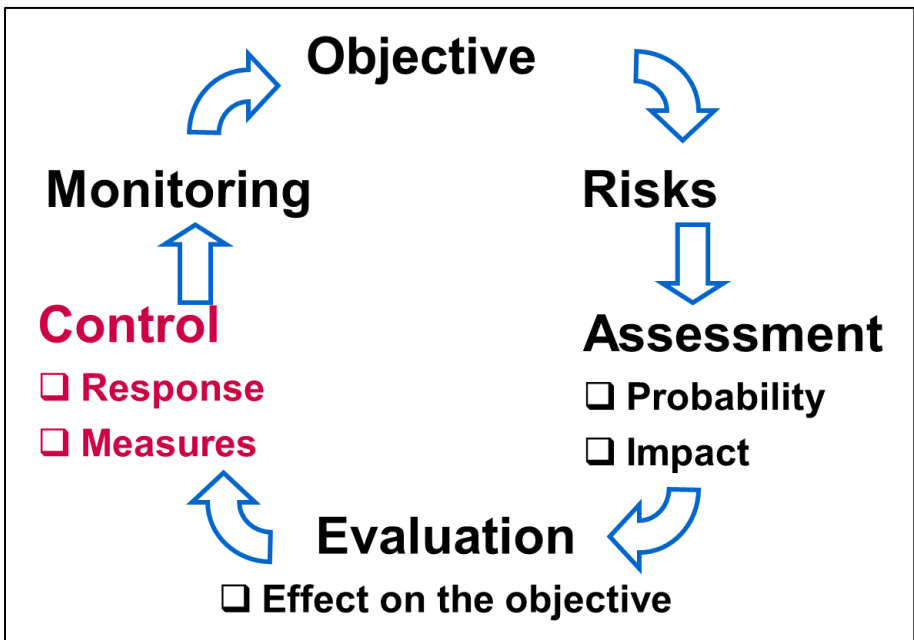 Objective
Risks
Assessment
❑ Probability
❑ Impact
Evaluation
❑ Effect on the objective
Control
❑ Response
❑ Measures
Monitoring